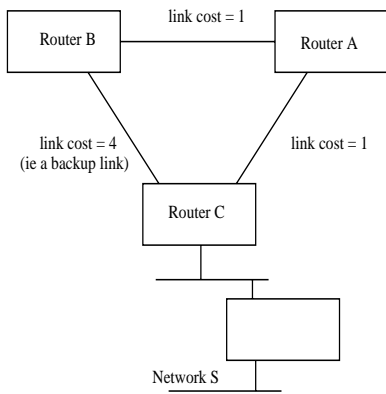 link cost = 1
Router B
Router A
link cost = 4
(ie a backup link)
link cost = 1
Router C
Network S